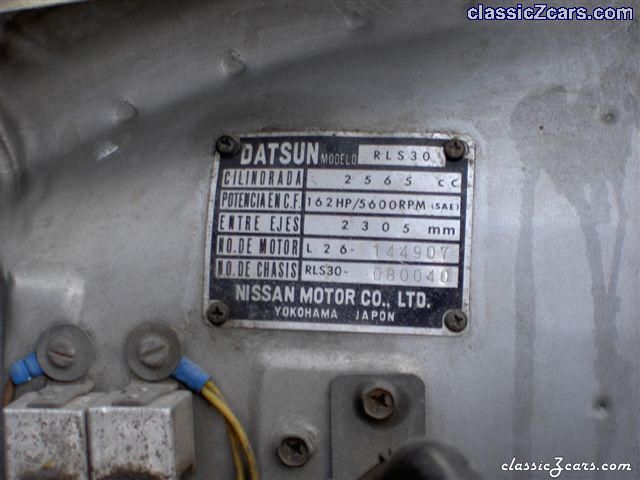 classicZcars.com
DATSUN MODELO RLS30
CILINDRADA 2565 cc
POTENCIA EN C.F. 162HP/5600RPM (SAE)
ENTRE EJES 2305 mm
NO. DE MOTOR L26-144907
NO. DE CHASIS RLS30-080040
NISSAN MOTOR CO., LTD.
YOKOHAMA JAPON
classicZcars.com